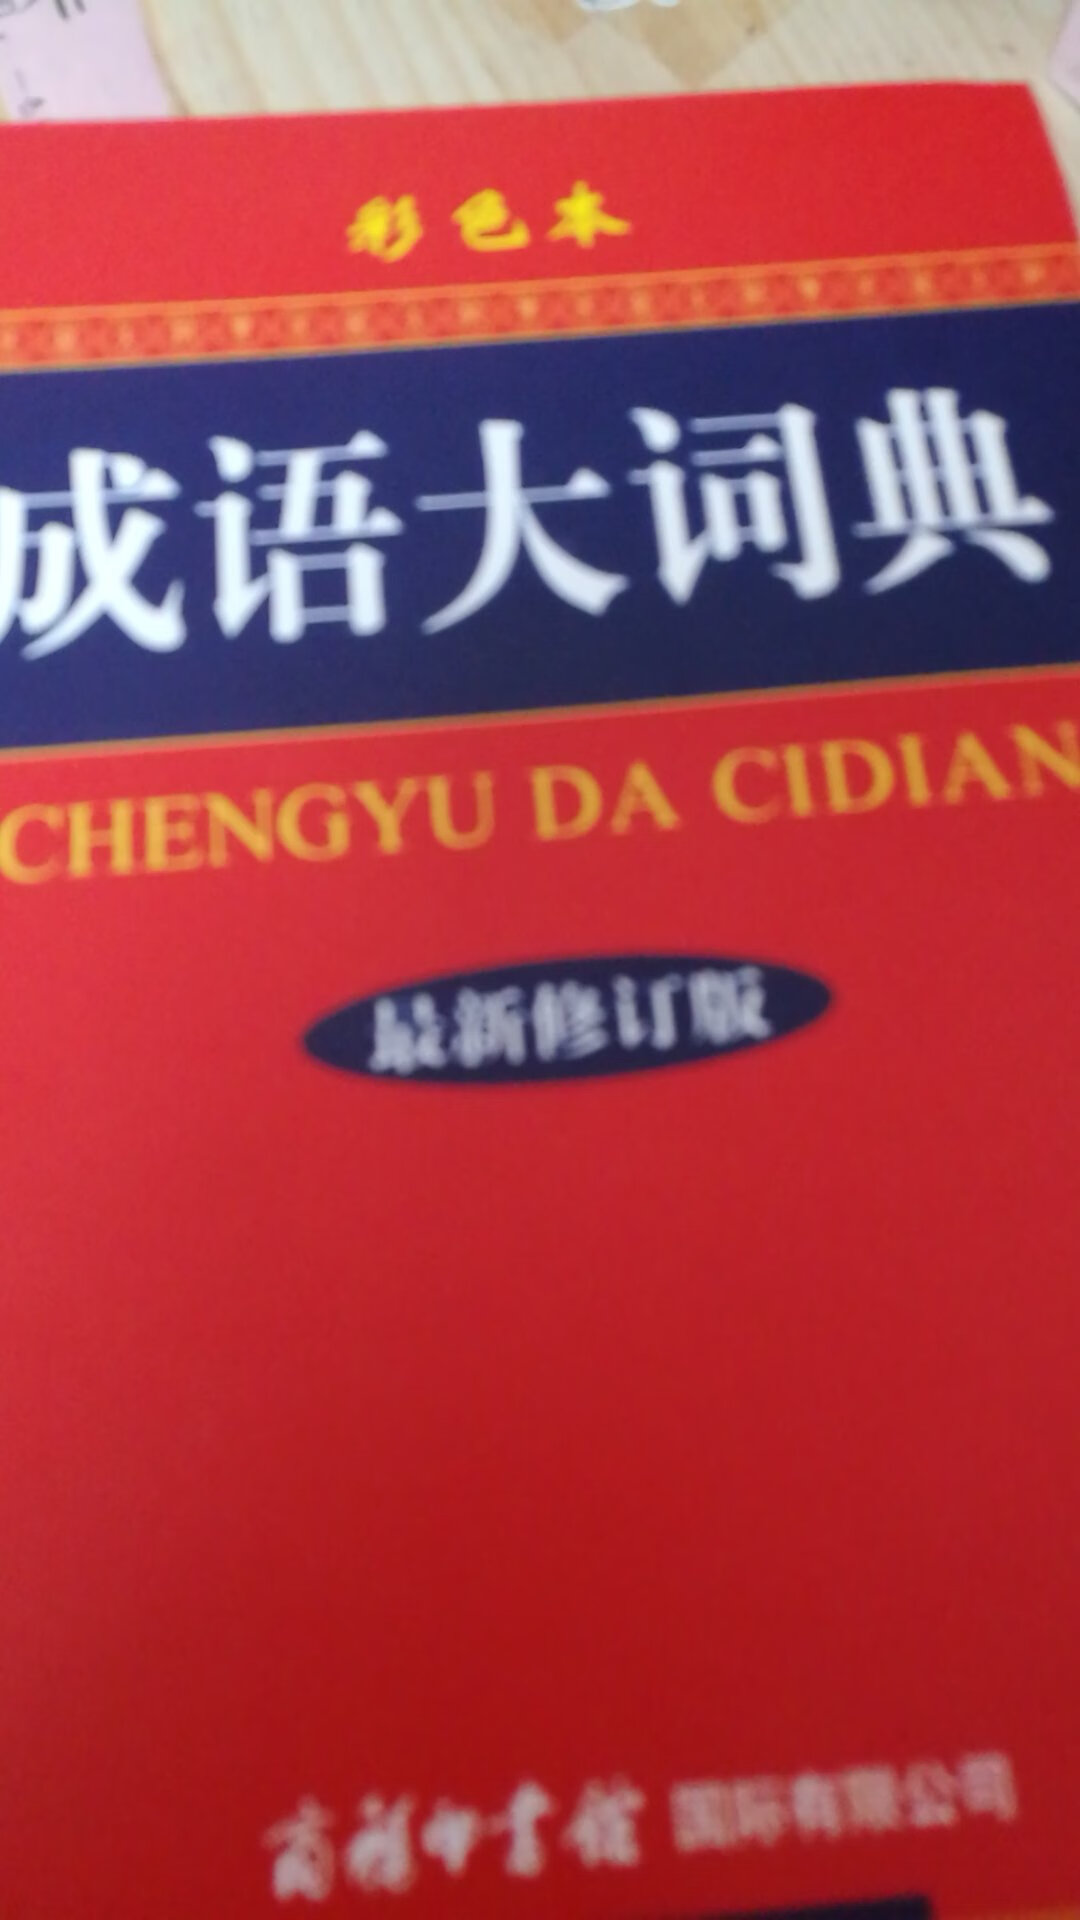 彩色本
成语大词典
CHENGYU DA CIDIAN
最新修订版
商务印书馆 国际有限公司